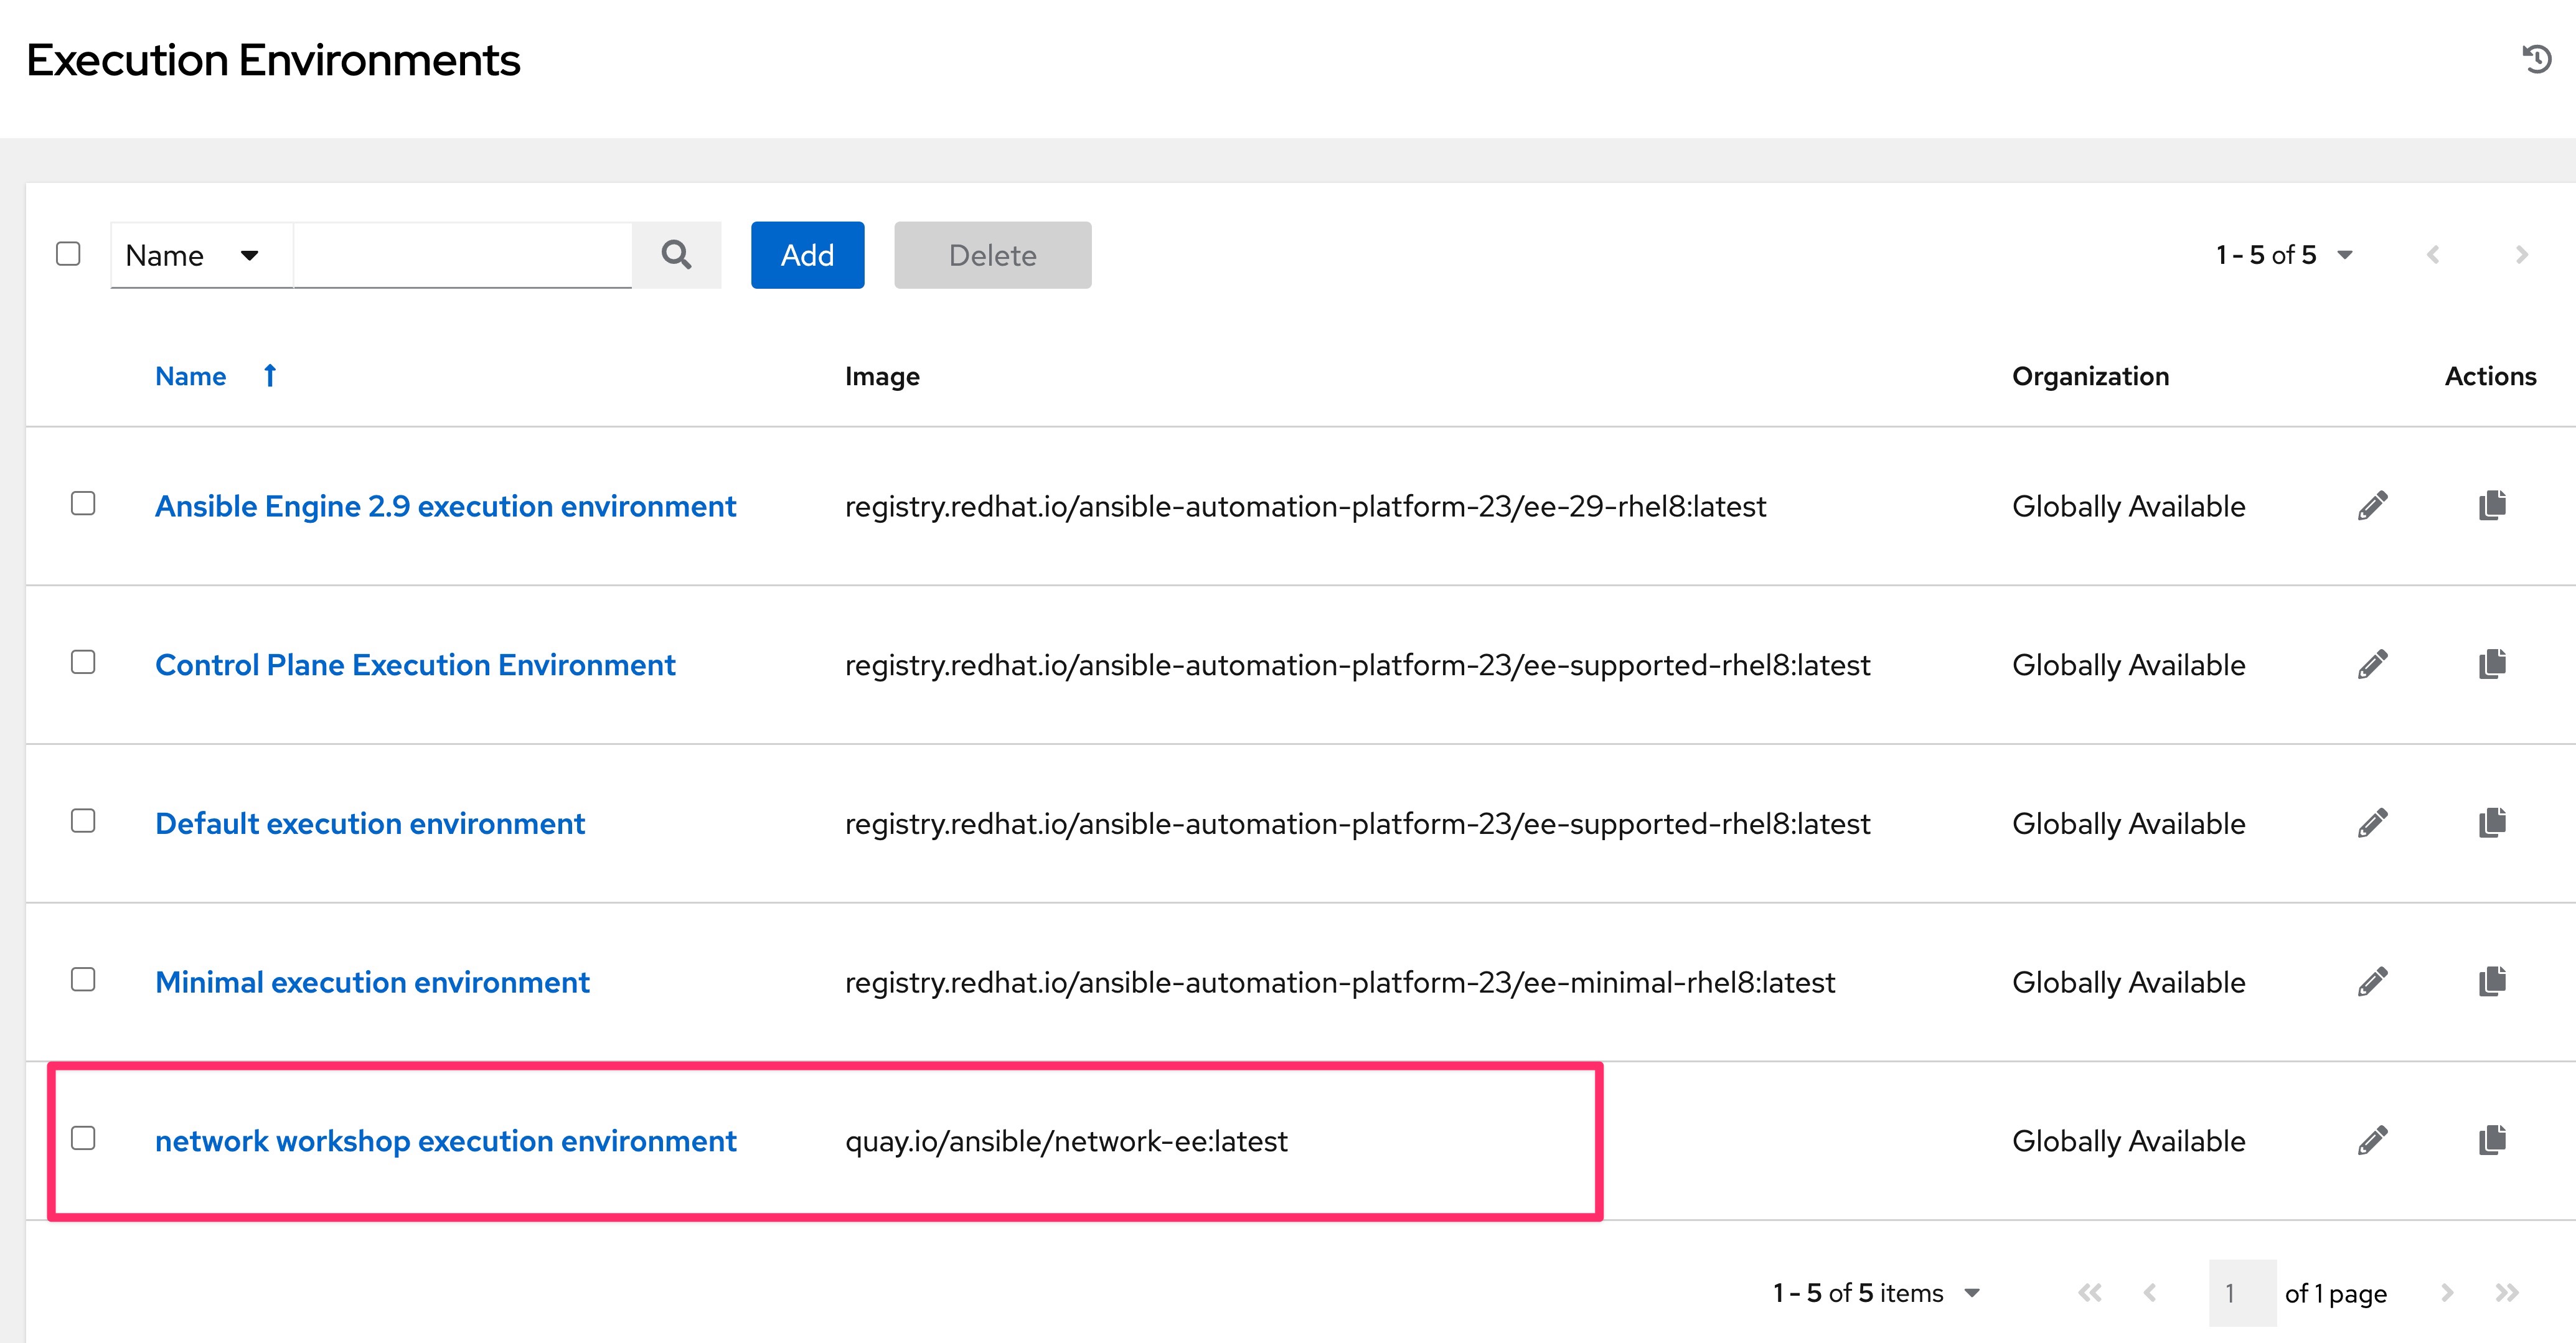 Execution Environments
Name Add Delete 1 - 5 of 5
Name Image Organization Actions
Ansible Engine 2.9 execution environment registry.redhat.io/ansible-automation-platform-23/ee-29-rhel8:latest Globally Available
Control Plane Execution Environment registry.redhat.io/ansible-automation-platform-23/ee-supported-rhel8:latest Globally Available
Default execution environment registry.redhat.io/ansible-automation-platform-23/ee-supported-rhel8:latest Globally Available
Minimal execution environment registry.redhat.io/ansible-automation-platform-23/ee-minimal-rhel8:latest Globally Available
network workshop execution environment quay.io/ansible/network-ee:latest Globally Available
1 - 5 of 5 items 1 of 1 page